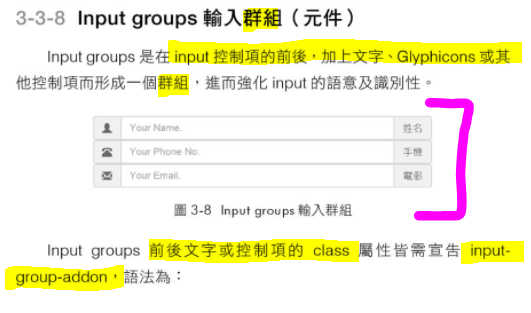 3-3-8 Input groups 輸入群組（元件）
Input groups 是在 input 控制項的前後，加上文字、Glyphicons 或其
他控制項而形成一個群組，進而強化 input 的語意及識別性。
Your Name. 姓名
Your Phone No. 手機
Your Email. 電郵
圖 3-8 Input groups 輸入群組
Input groups 前後文字或控制項的 class 屬性皆需宣告 input-
group-addon，語法為：